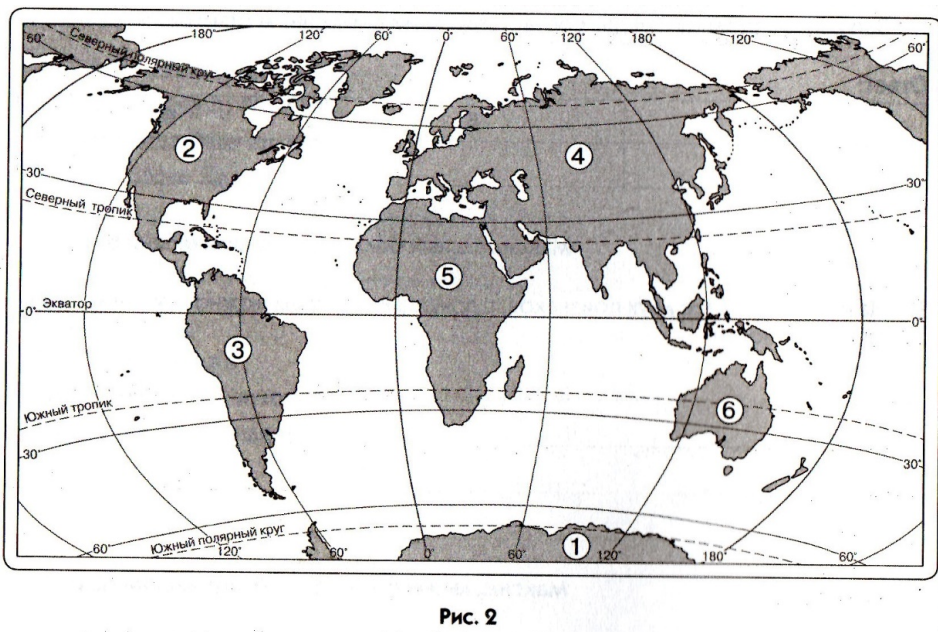 60° 180° 120° 60° 0° 60° 120° 180° 120° 60°
Северный полярный круг
2
4
30° 30°
Северный тропик
5
0° Экватор 0°
3
6
Южный тропик
30° 30°
Южный полярный круг
1
60° 120° 60° 0° 60° 120° 180° 60°
Рис. 2